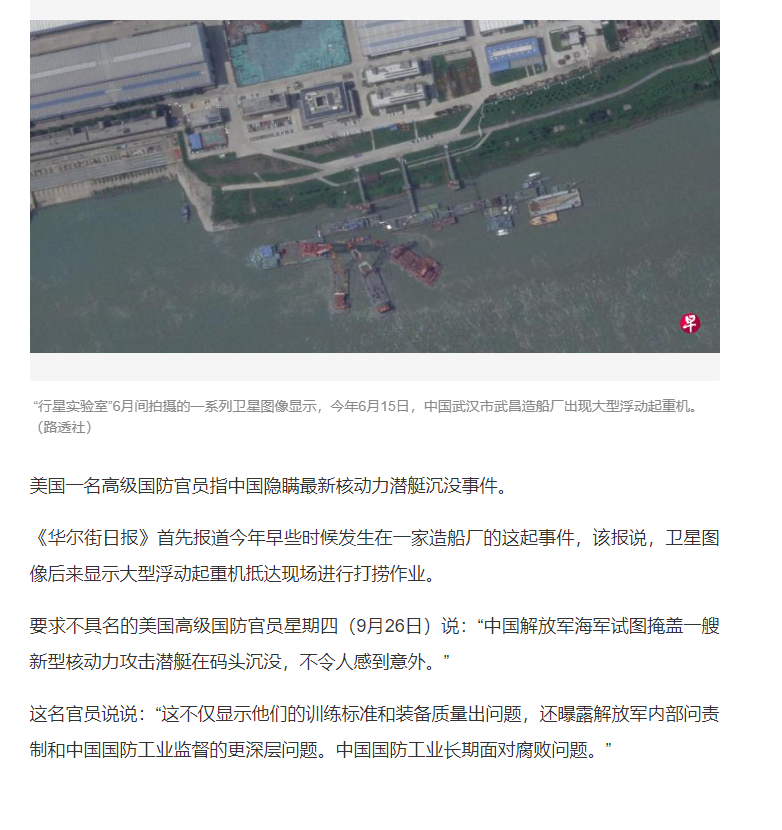 早
“行星实验室”6月间拍摄的一系列卫星图像显示，今年6月15日，中国武汉市武昌造船厂出现大型浮动起重机。
（路透社）
美国一名高级国防官员指中国隐瞒最新核动力潜艇沉没事件。
《华尔街日报》首先报道今年早些时候发生在一家造船厂的这起事件，该报说，卫星图
像后来显示大型浮动起重机抵达现场进行打捞作业。
要求不具名的美国高级国防官员星期四（9月26日）说：“中国解放军海军试图掩盖一艘
新型核动力攻击潜艇在码头沉没，不令人感到意外。”
这名官员说说：“这不仅显示他们的训练标准和装备质量出问题，还曝露解放军内部问责
制和中国国防工业监督的更深层问题。中国国防工业长期面对腐败问题。”